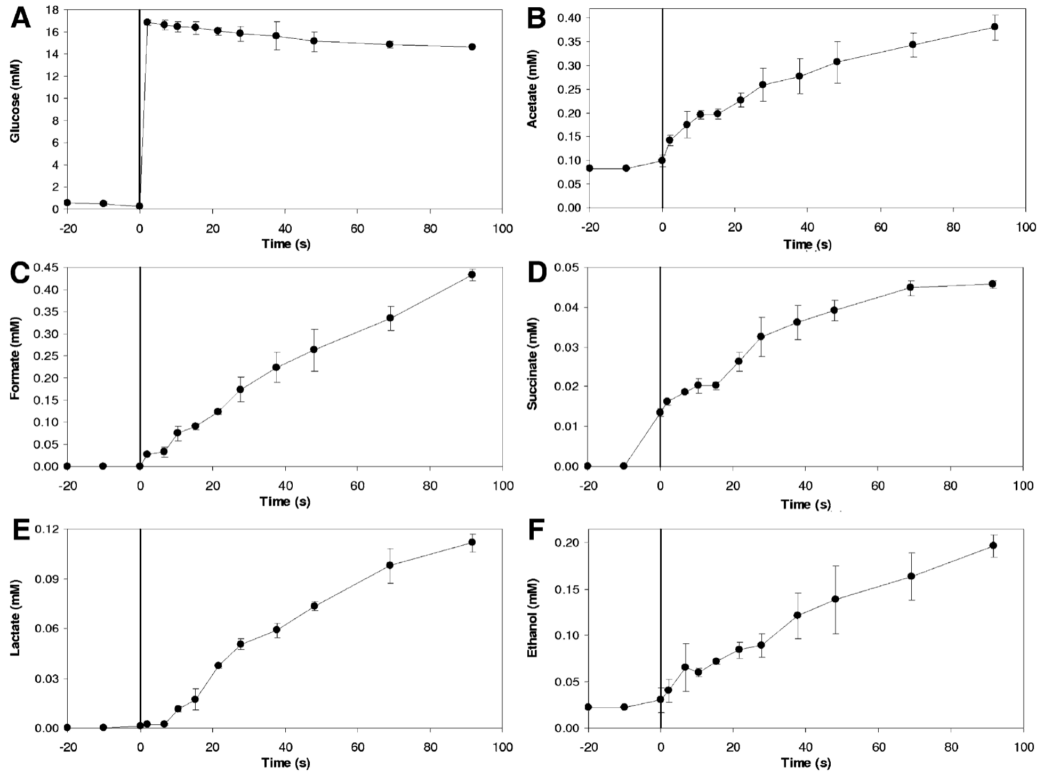 A
Glucose (mM)
18
16
14
12
10
8
6
4
2
0
-20 0 20 40 60 80 100
Time (s)
B
Acetate (mM)
0.40
0.35
0.30
0.25
0.20
0.15
0.10
0.05
0.00
-20 0 20 40 60 80 100
Time (s)
C
Formate (mM)
0.45
0.40
0.35
0.30
0.25
0.20
0.15
0.10
0.05
0.00
-20 0 20 40 60 80 100
Time (s)
D
Succinate (mM)
0.05
0.04
0.03
0.02
0.01
0.00
-20 0 20 40 60 80 100
Time (s)
E
Lactate (mM)
0.12
0.09
0.06
0.03
0.00
-20 0 20 40 60 80 100
Time (s)
F
Ethanol (mM)
0.20
0.15
0.10
0.05
0.00
-20 0 20 40 60 80 100
Time (s)